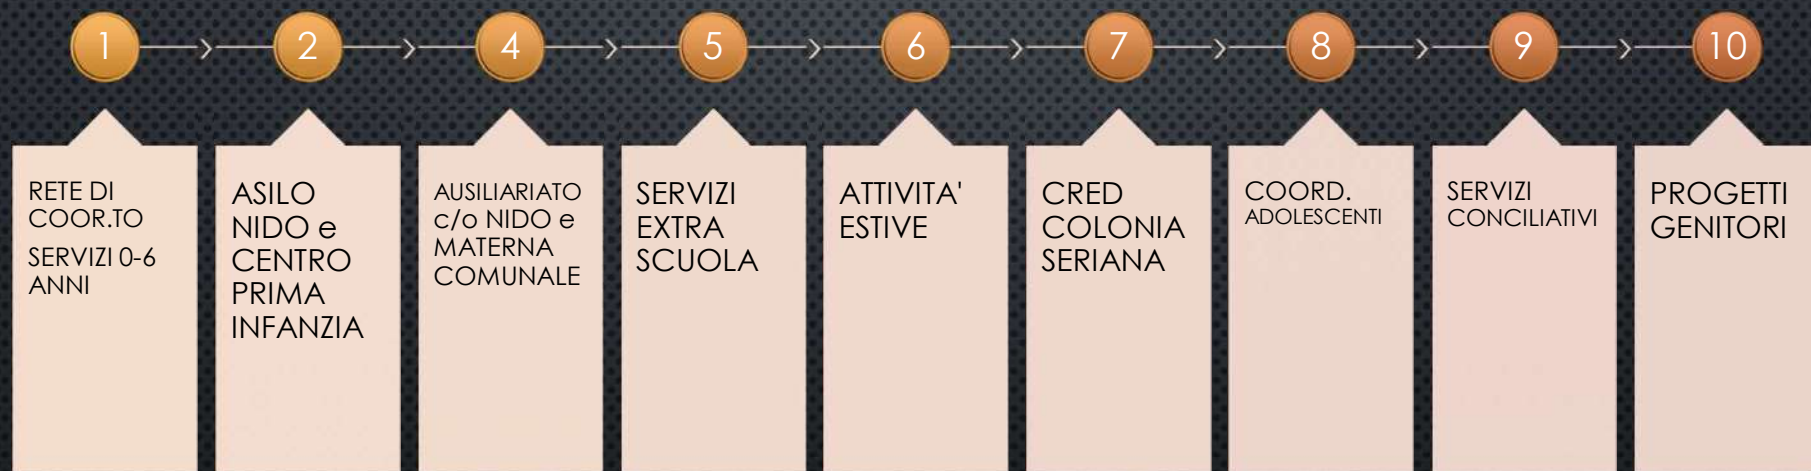 1
2
4
5
6
7
8
9
10
RETE DI
COOR.TO
SERVIZI 0-6
ANNI
ASILO
NIDO e
CENTRO
PRIMA
INFANZIA
AUSILIARIATO
c/o NIDO e
MATERNA
COMUNALE
SERVIZI
EXTRA
SCUOLA
ATTIVITA'
ESTIVE
CRED
COLONIA
SERIANA
COORD.
ADOLESCENTI
SERVIZI
CONCILIATIVI
PROGETTI
GENITORI